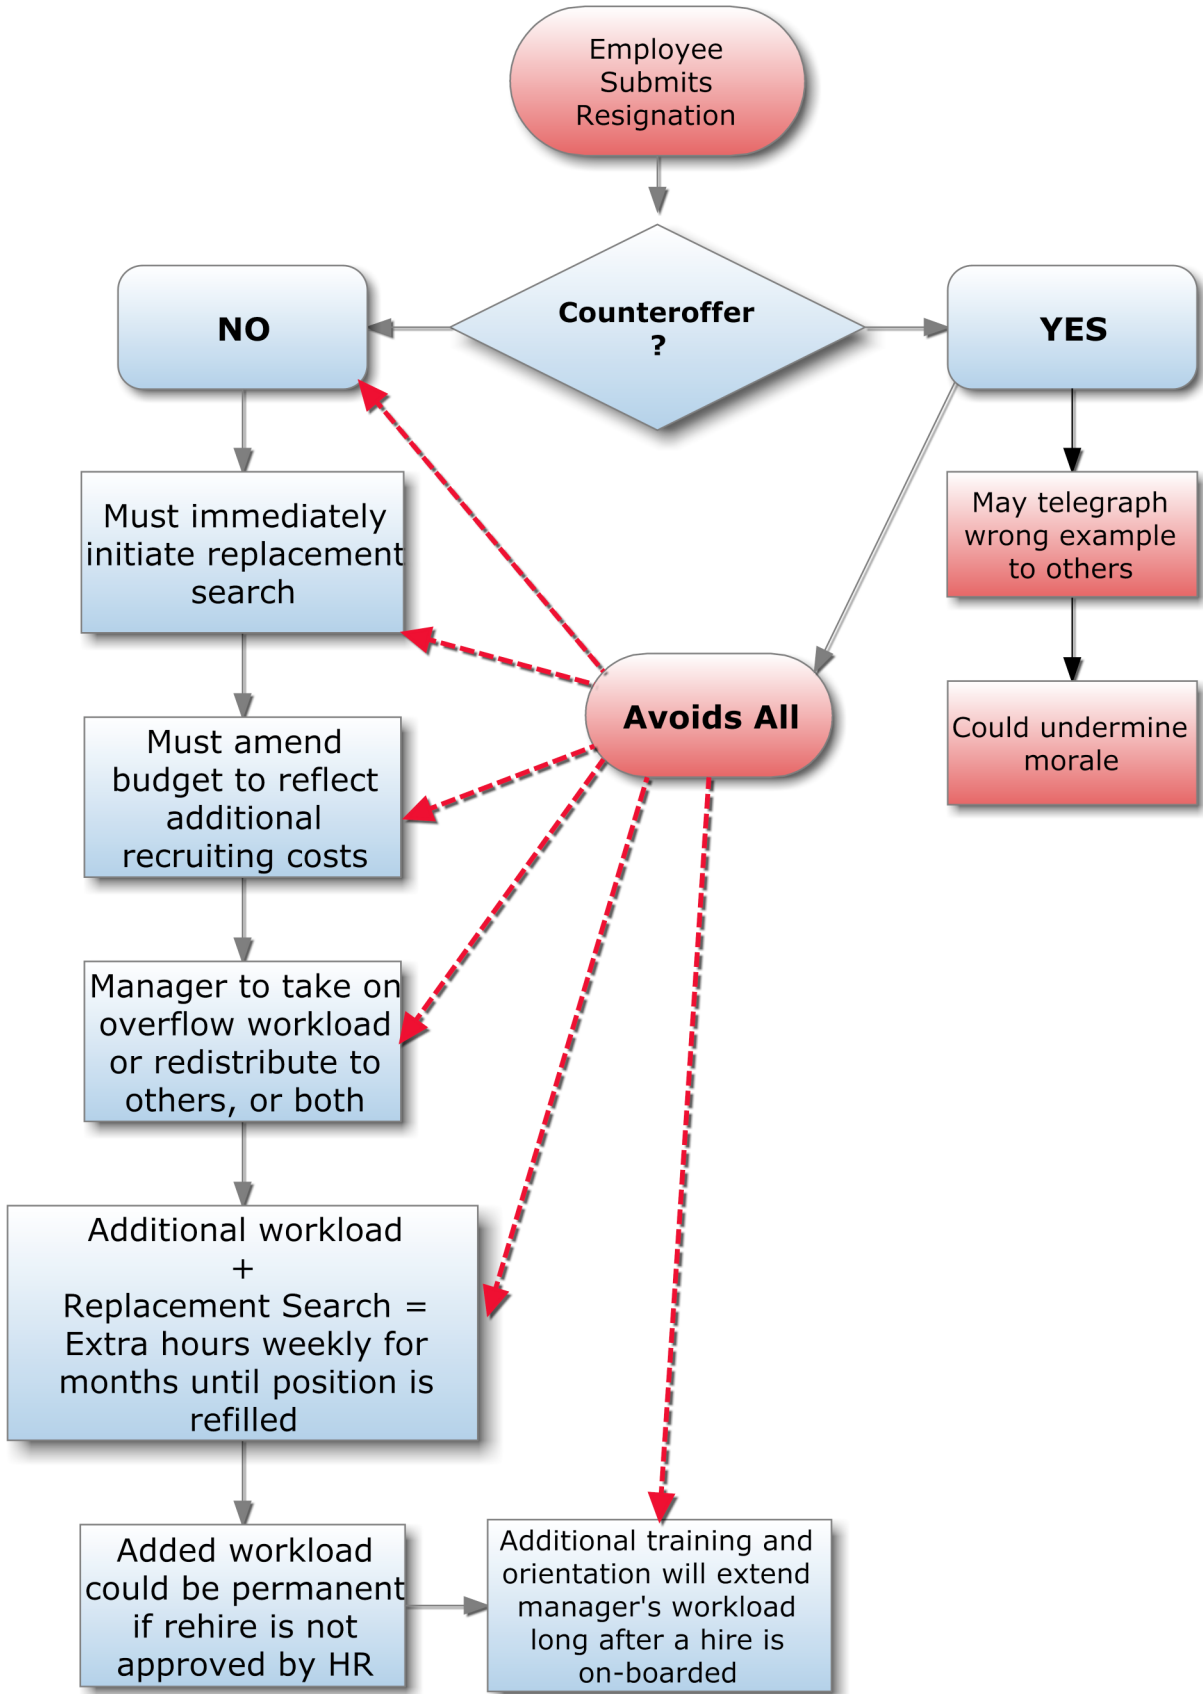 Employee
Submits
Resignation
Counteroffer
?
NO
YES
Must immediately
initiate replacement
search
May telegraph
wrong example
to others
Avoids All
Could undermine
morale
Must amend
budget to reflect
additional
recruiting costs
Manager to take on
overflow workload
or redistribute to
others, or both
Additional workload
+
Replacement Search =
Extra hours weekly for
months until position is
refilled
Added workload
could be permanent
if rehire is not
approved by HR
Additional training and
orientation will extend
manager's workload
long after a hire is
on-boarded